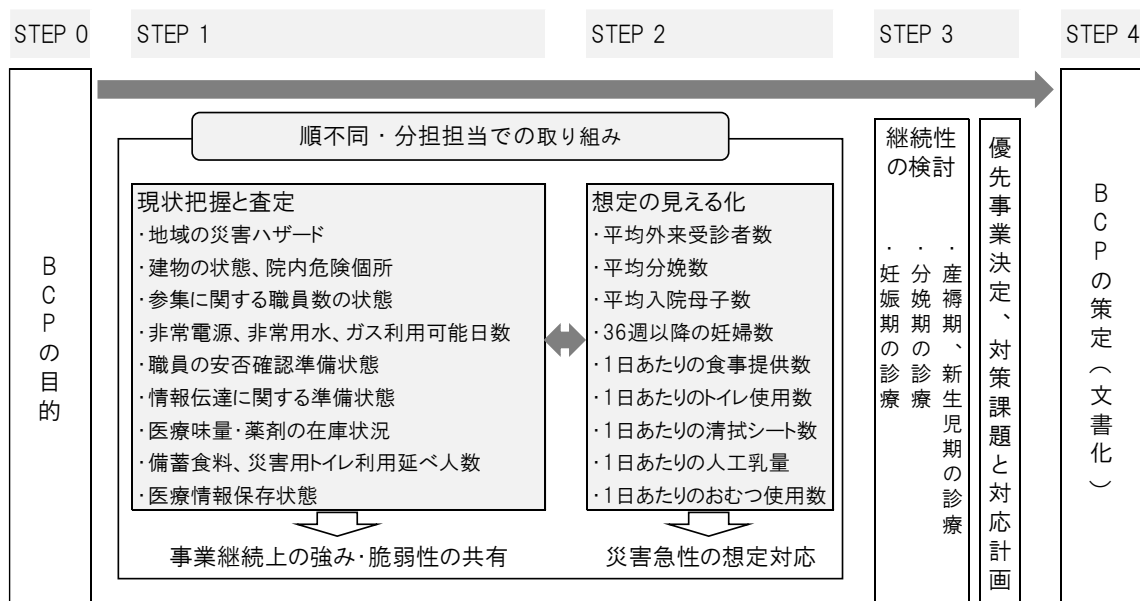 STEP 0
STEP 1
STEP 2
STEP 3
STEP 4
BCPの目的
順不同・分担担当での取り組み
現状把握と査定
・地域の災害ハザード
・建物の状態、院内危険個所
・参集に関する職員数の状態
・非常電源、非常用水、ガス利用可能日数
・職員の安否確認準備状態
・情報伝達に関する準備状態
・医療味量・薬剤の在庫状況
・備蓄食料、災害用トイレ利用延べ人数
・医療情報保存状態
事業継続上の強み・脆弱性の共有
想定の見える化
・平均外来受診者数
・平均分娩数
・平均入院母子数
・36週以降の妊婦数
・1日あたりの食事提供数
・1日あたりのトイレ使用数
・1日あたりの清拭シート数
・1日あたりの人工乳量
・1日あたりのおむつ使用数
災害急性の想定対応
継続性
の検討
・産褥期、新生児期の診療
・分娩期の診療
・妊娠期の診療
優先事業決定、対策課題と対応計画
BCPの策定（文書化）